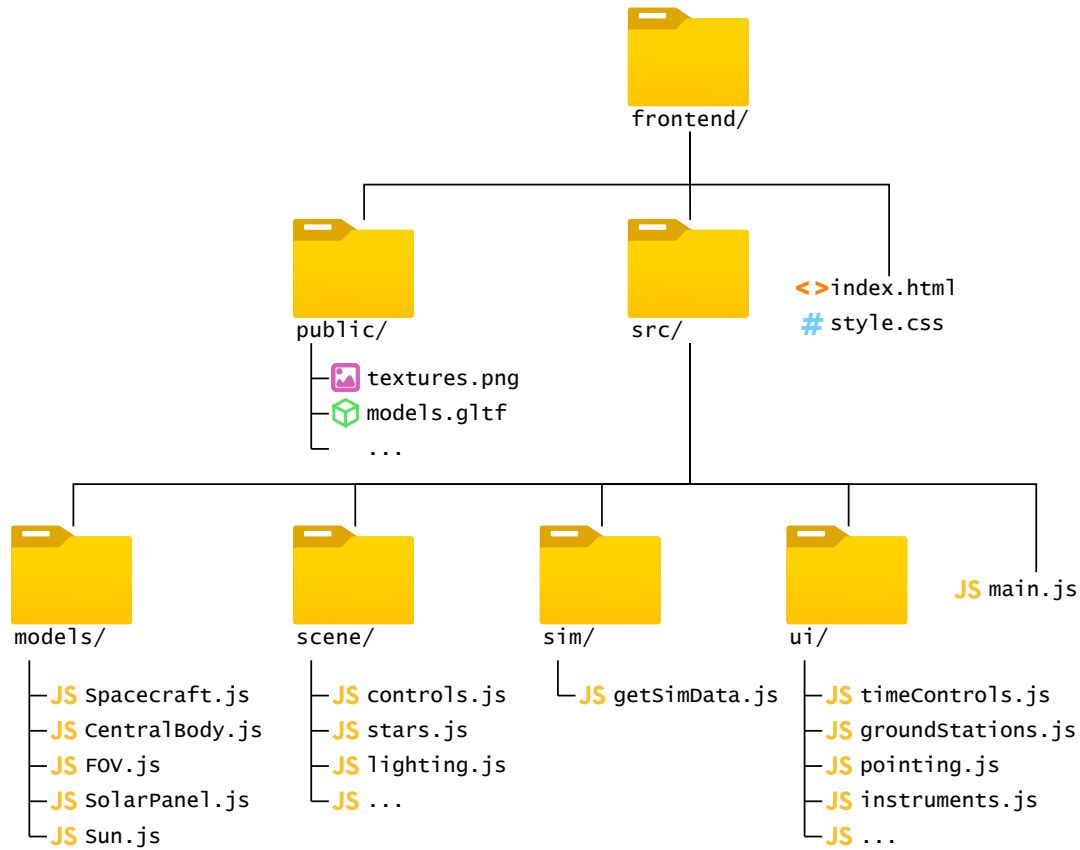 frontend/
public/
src/
<>index.html
# style.css
textures.png
models.gltf
...
models/
scene/
sim/
ui/
JS main.js
JS Spacecraft.js
JS CentralBody.js
JS FOV.js
JS SolarPanel.js
JS Sun.js
JS controls.js
JS stars.js
JS lighting.js
JS ...
JS getSimData.js
JS timeControls.js
JS groundStations.js
JS pointing.js
JS instruments.js
JS ...